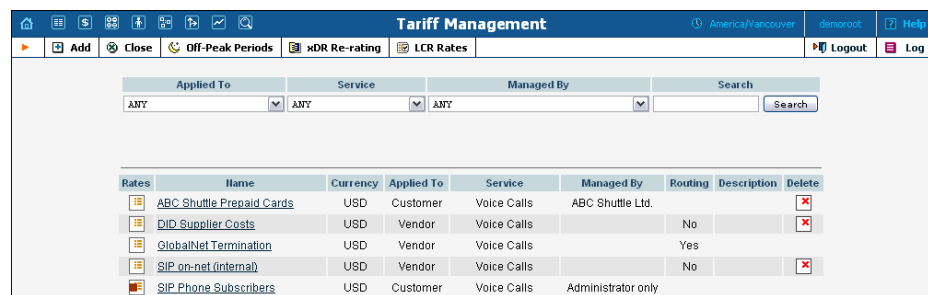 Tariff Management America/Vancouver demoroot Help
Add Close Off-Peak Periods xDR Re-rating LCR Rates Logout Log
Applied To Service Managed By Search
ANY ANY ANY Search
Rates Name Currency Applied To Service Managed By Routing Description Delete
ABC Shuttle Prepaid Cards USD Customer Voice Calls ABC Shuttle Ltd.
DID Supplier Costs USD Vendor Voice Calls No
GlobalNet Termination USD Vendor Voice Calls Yes
SIP on-net (internal) USD Vendor Voice Calls No
SIP Phone Subscribers USD Customer Voice Calls Administrator only